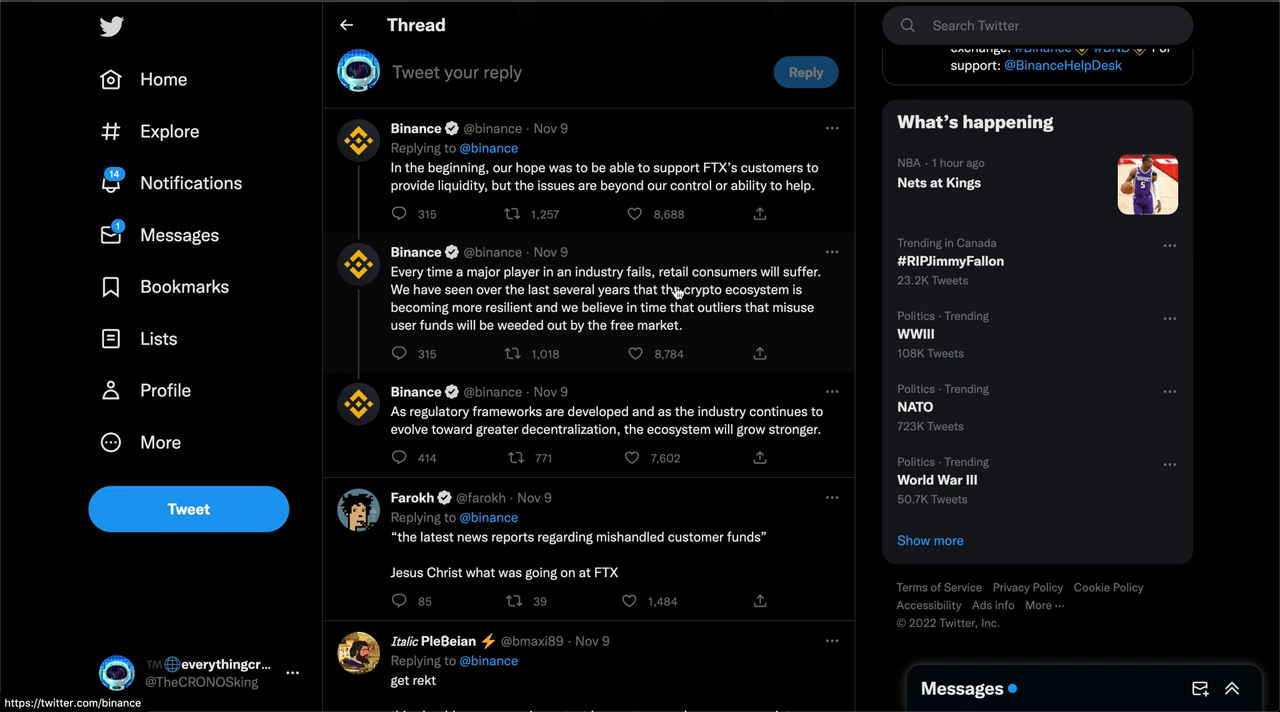 Home
Explore
14
Notifications
1
Messages
Bookmarks
Lists
Profile
More
Tweet
TM🌐everythingcr...
@TheCRONOSking
https://twitter.com/binance
Thread
Tweet your reply
Reply
Binance @binance · Nov 9
Replying to @binance
In the beginning, our hope was to be able to support FTX's customers to
provide liquidity, but the issues are beyond our control or ability to help.
315 1,257 8,688
Binance @binance · Nov 9
Every time a major player in an industry fails, retail consumers will suffer.
We have seen over the last several years that the crypto ecosystem is
becoming more resilient and we believe in time that outliers that misuse
user funds will be weeded out by the free market.
315 1,018 8,784
Binance @binance · Nov 9
As regulatory frameworks are developed and as the industry continues to
evolve toward greater decentralization, the ecosystem will grow stronger.
414 771 7,602
Farokh @farokh · Nov 9
Replying to @binance
“the latest news reports regarding mishandled customer funds”
Jesus Christ what was going on at FTX
85 39 1,484
Italic PleBeian ⚡ @bmaxi89 · Nov 9
Replying to @binance
get rekt
Search Twitter
exchange: #Binance #BNB For
support: @BinanceHelpDesk
What's happening
NBA · 1 hour ago
Nets at Kings
Trending in Canada
#RIPJimmyFallon
23.2K Tweets
Politics · Trending
WWIII
108K Tweets
Politics · Trending
NATO
723K Tweets
Politics · Trending
World War III
50.7K Tweets
Show more
Terms of Service Privacy Policy Cookie Policy
Accessibility Ads info More ···
© 2022 Twitter, Inc.
Messages